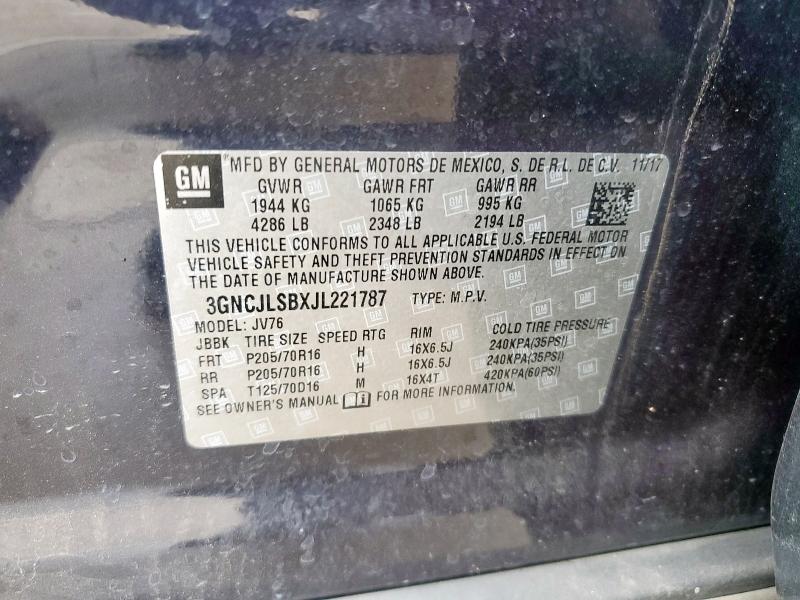 GM "MFD BY GENERAL MOTORS DE MEXICO, S. DE R.L. DE C.V. 11/17
GVWR GAWR FRT GAWR RR
1944 KG 1065 KG 995 KG
4286 LB 2348 LB 2194 LB
THIS VEHICLE CONFORMS TO ALL APPLICABLE U.S. FEDERAL MOTOR
VEHICLE SAFETY AND THEFT PREVENTION STANDARDS IN EFFECT ON
THE DATE OF MANUFACTURE SHOWN ABOVE.
3GNCJLSBXJL221787 TYPE: M.P.V.
MODEL: JV76
JBBK TIRE SIZE SPEED RTG RIM COLD TIRE PRESSURE
FRT P205/70R16 H 16X6.5J 240KPA(35PSI)
RR P205/70R16 H 16X6.5J 240KPA(35PSI)
SPA T125/70D16 M 16X4T 420KPA(60PSI)
SEE OWNER'S MANUAL FOR MORE INFORMATION.